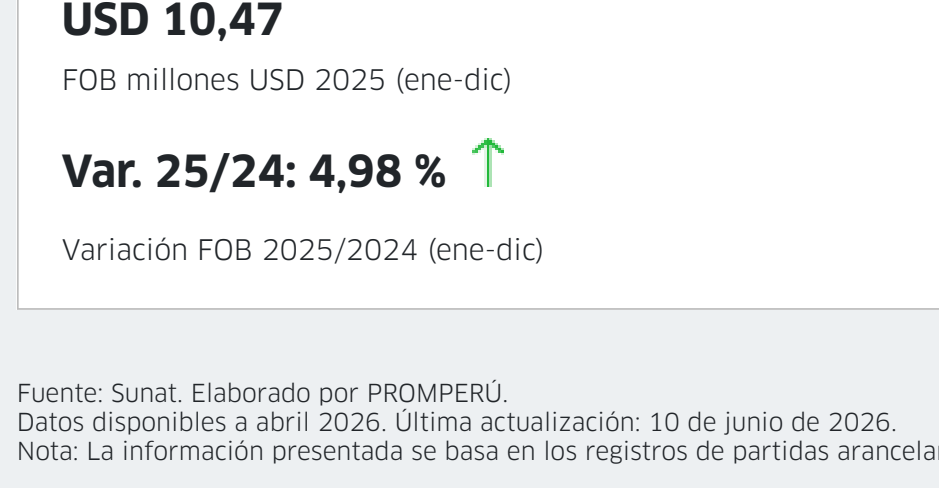 USD 10,47
FOB millones USD 2025 (ene-dic)
Var. 25/24: 4,98 %
Variación FOB 2025/2024 (ene-dic)
Fuente: Sunat. Elaborado por PROMPERÚ.
Datos disponibles a abril 2026. Última actualización: 10 de junio de 2026.
Nota: La información presentada se basa en los registros de partidas